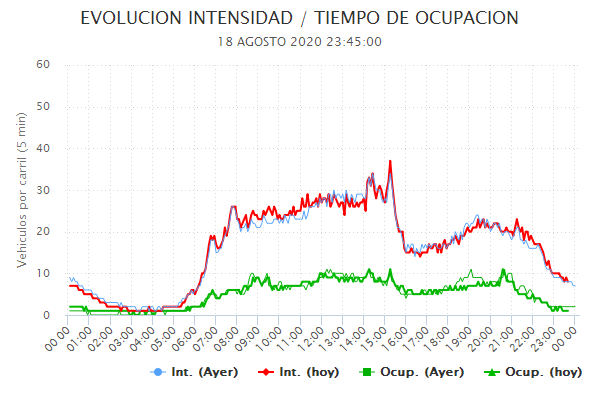 EVOLUCION INTENSIDAD / TIEMPO DE OCUPACION
18 AGOSTO 2020 23:45:00
Vehiculos por carril (5 min)
60
50
40
30
20
10
0
00:00 01:00 02:00 03:00 04:00 05:00 06:00 07:00 08:00 09:00 10:00 11:00 12:00 13:00 14:00 15:00 16:00 17:00 18:00 19:00 20:00 21:00 22:00 23:00 00:00
Int. (Ayer) Int. (hoy) Ocup. (Ayer) Ocup. (hoy)